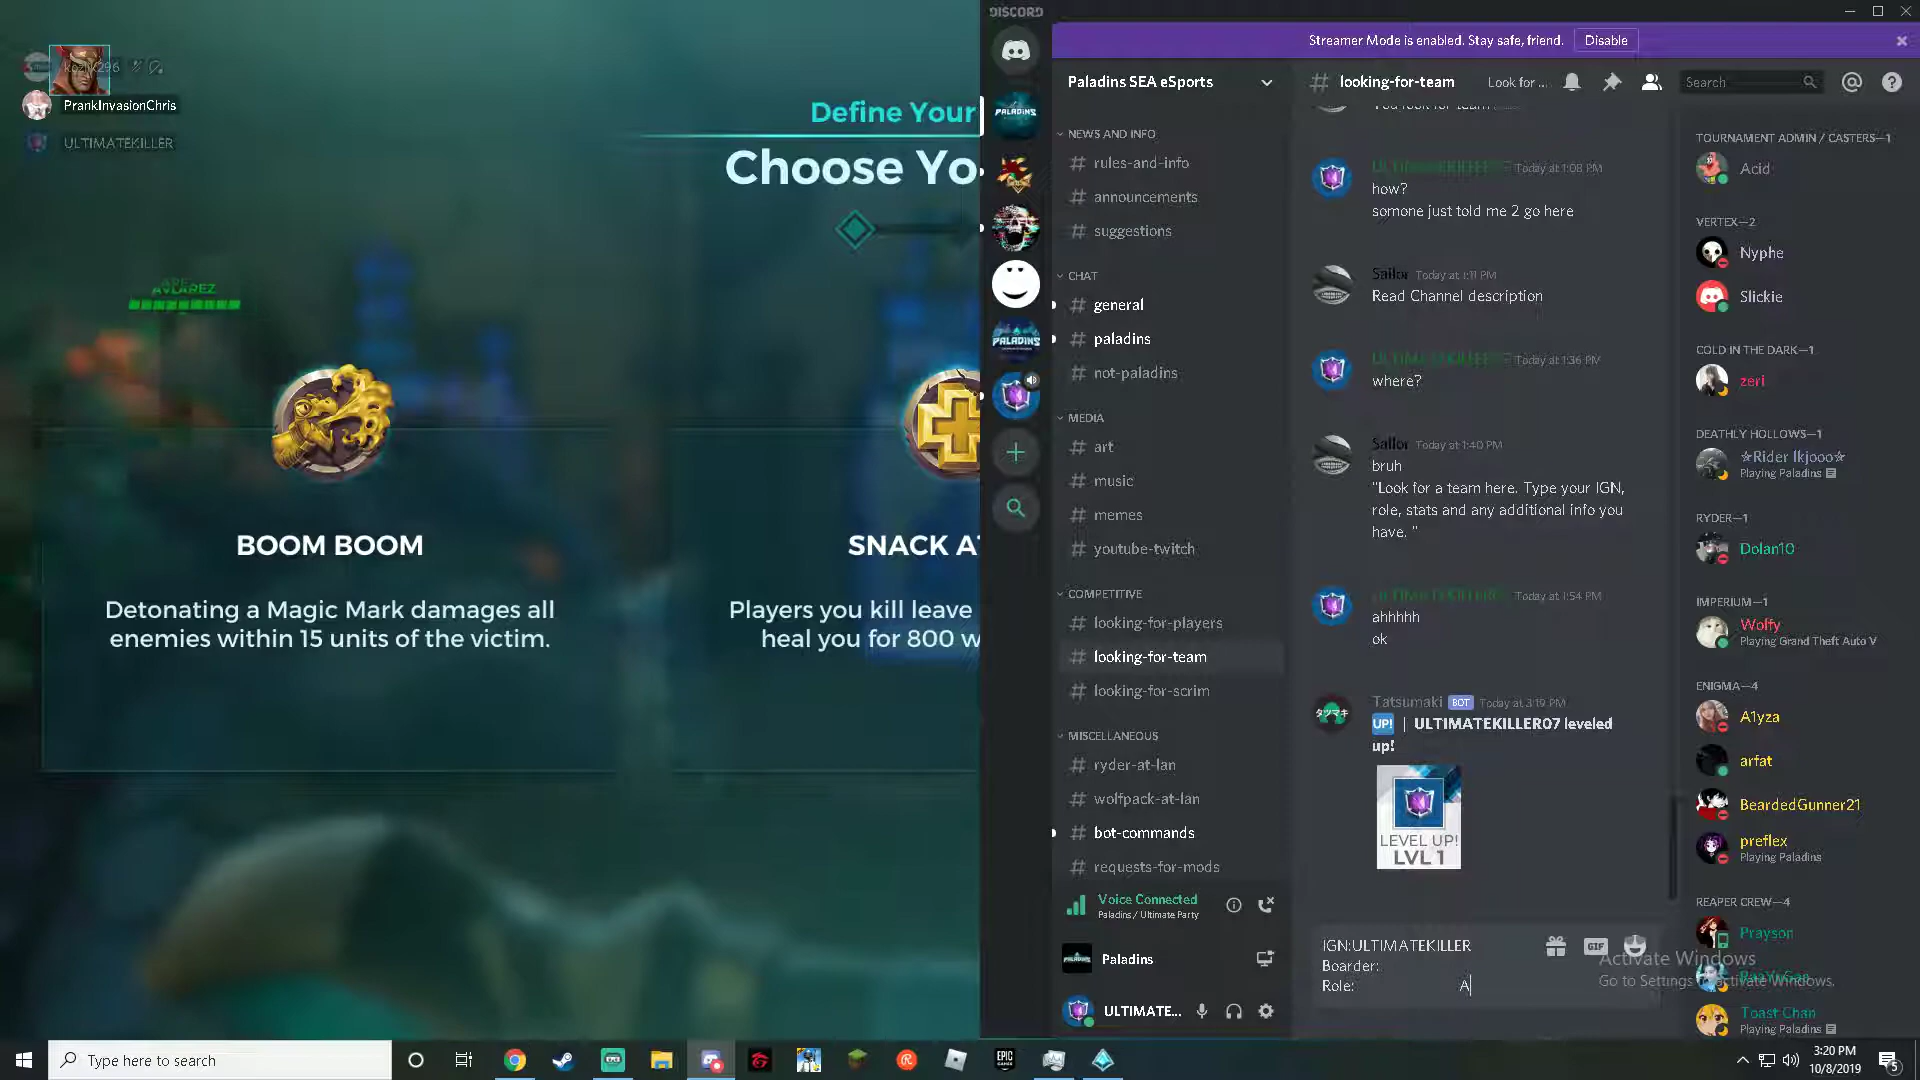 kozjk296
PrankInvasionChris
ULTIMATEKILLER
Define Your
Choose Yo
BOOM BOOM
Detonating a Magic Mark damages all
enemies within 15 units of the victim.
Players you kill leave
heal you for 800 w
DISCORD
Streamer Mode is enabled. Stay safe, friend.
Disable
Paladins SEA eSports
NEWS AND INFO
# rules-and-info
# announcements
# suggestions
CHAT
# general
# paladins
# not-paladins
MEDIA
# art
# music
# memes
# youtube-twitch
COMPETITIVE
# looking-for-players
# looking-for-team
# looking-for-scrim
MISCELLANEOUS
# ryder-at-lan
# wolfpack-at-lan
# bot-commands
# requests-for-mods
Voice Connected
Paladins / Ultimate Party
Paladins
ULTIMATE...
# looking-for-team
Look for ...
Search
Today at 1:08 PM
how?
somone just told me 2 go here
Sailor Today at 1:11 PM
Read Channel description
Today at 1:36 PM
where?
Sailor Today at 1:40 PM
bruh
"Look for a team here. Type your IGN,
role, stats and any additional info you
have. "
Today at 1:54 PM
ahhhhh
ok
Tatsumaki BOT Today at 3:19 PM
UP! | ULTIMATEKILLER07 leveled
up!
LEVEL UP!
LVL 1
IGN:ULTIMATEKILLER
Boarder:
Role: A
GIF
TOURNAMENT ADMIN / CASTERS—1
Acid
VERTEX—2
Nyphe
Slickie
COLD IN THE DARK—1
zeri
DEATHLY HOLLOWS—1
☆Rider Ikjooo☆
Playing Paladins
RYDER—1
Dolan10
IMPERIUM—1
Wolfy
Playing Grand Theft Auto V
ENIGMA—4
A1yza
arfat
BeardedGunner21
preflex
Playing Paladins
REAPER CREW—4
Prayson
Toast Chan
Playing Paladins
Activate Windows
Go to Settings to activate Windows.
Type here to search
3:20 PM
10/8/2019
5